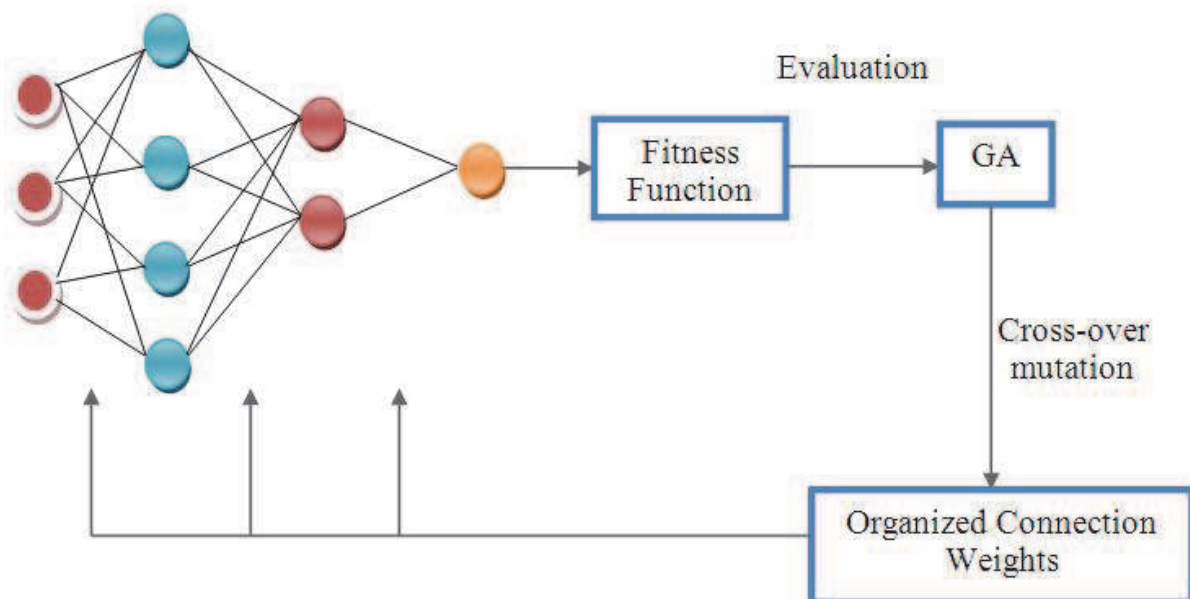 Evaluation
Fitness
Function
GA
Cross-over
mutation
Organized Connection
Weights